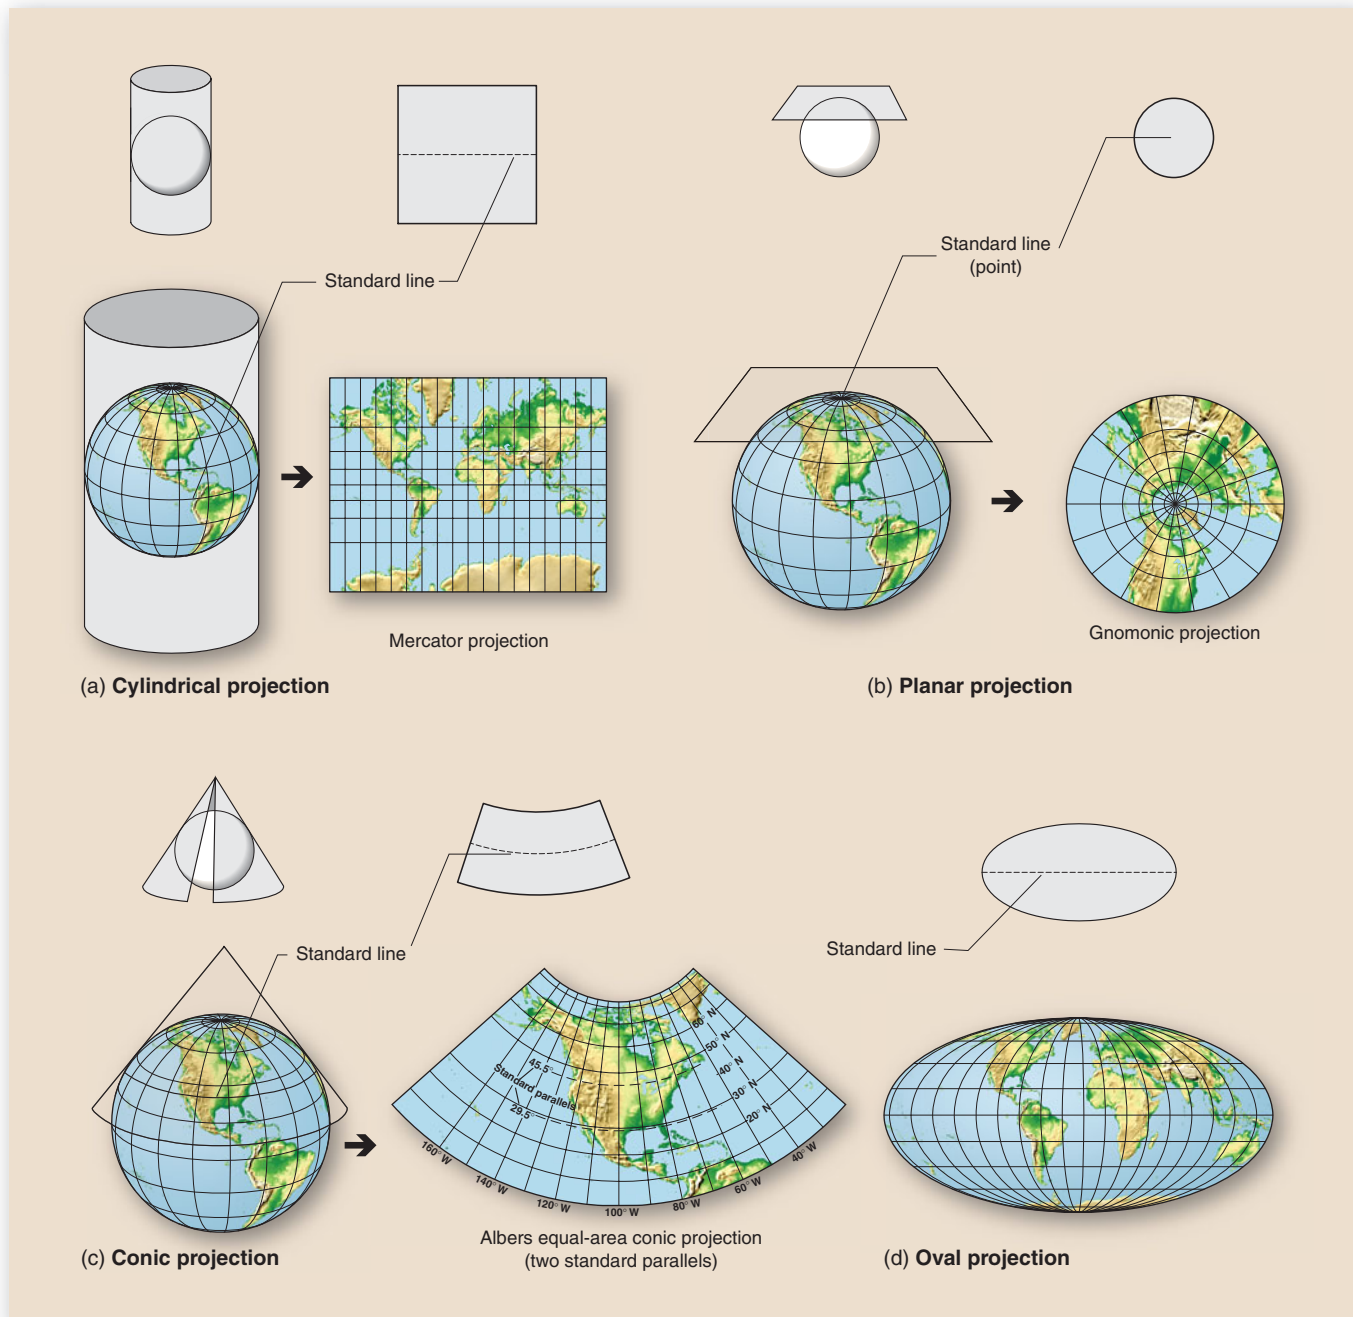 Standard line
Mercator projection
(a) Cylindrical projection
Standard line
(point)
Gnomonic projection
(b) Planar projection
Standard line
45.5°
Standard parallels
29.5°
60° N
50° N
40° N
30° N
20° N
160° W
140° W
120° W
100° W
80° W
60° W
40° W
Albers equal-area conic projection
(two standard parallels)
(c) Conic projection
Standard line
(d) Oval projection